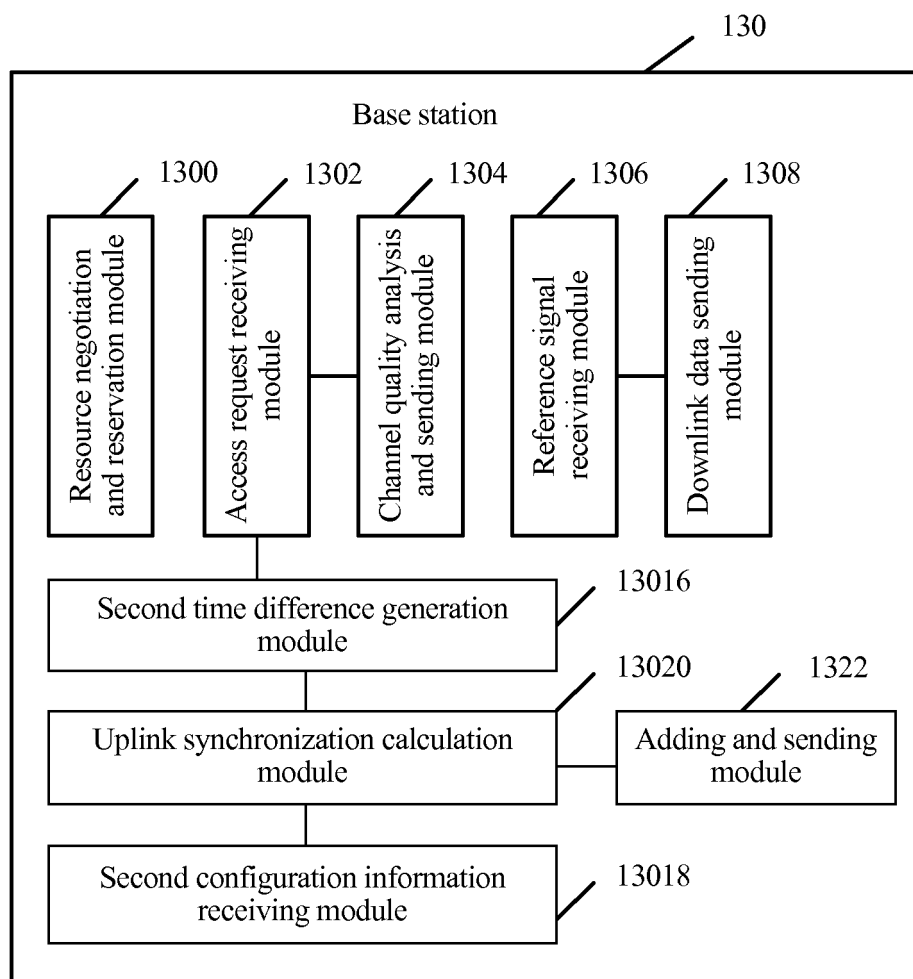 130
Base station
1300
1302
1304
1306
1308
Resource negotiation
and reservation module
Access request receiving
module
Channel quality analysis
and sending module
Reference signal
receiving module
Downlink data sending
module
13016
Second time difference generation
module
13020
1322
Uplink synchronization calculation
module
Adding and sending
module
Second configuration information
receiving module
13018